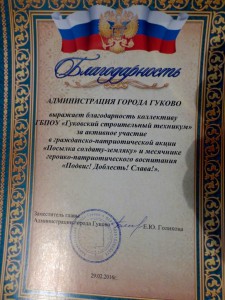 Благодарность
АДМИНИСТРАЦИЯ ГОРОДА ГУКОВО
выражает благодарность коллективу
ГБПОУ «Гуковский строительный техникум»
за активное участие
в гражданско-патриотической акции
«Посылка солдату-земляку» и месячнике
героико-патриотического воспитания
«Подвиг! Доблесть! Слава!».
Заместитель главы
Администрации города Гуково
Е.Ю. Голикова
29.02.2016г.